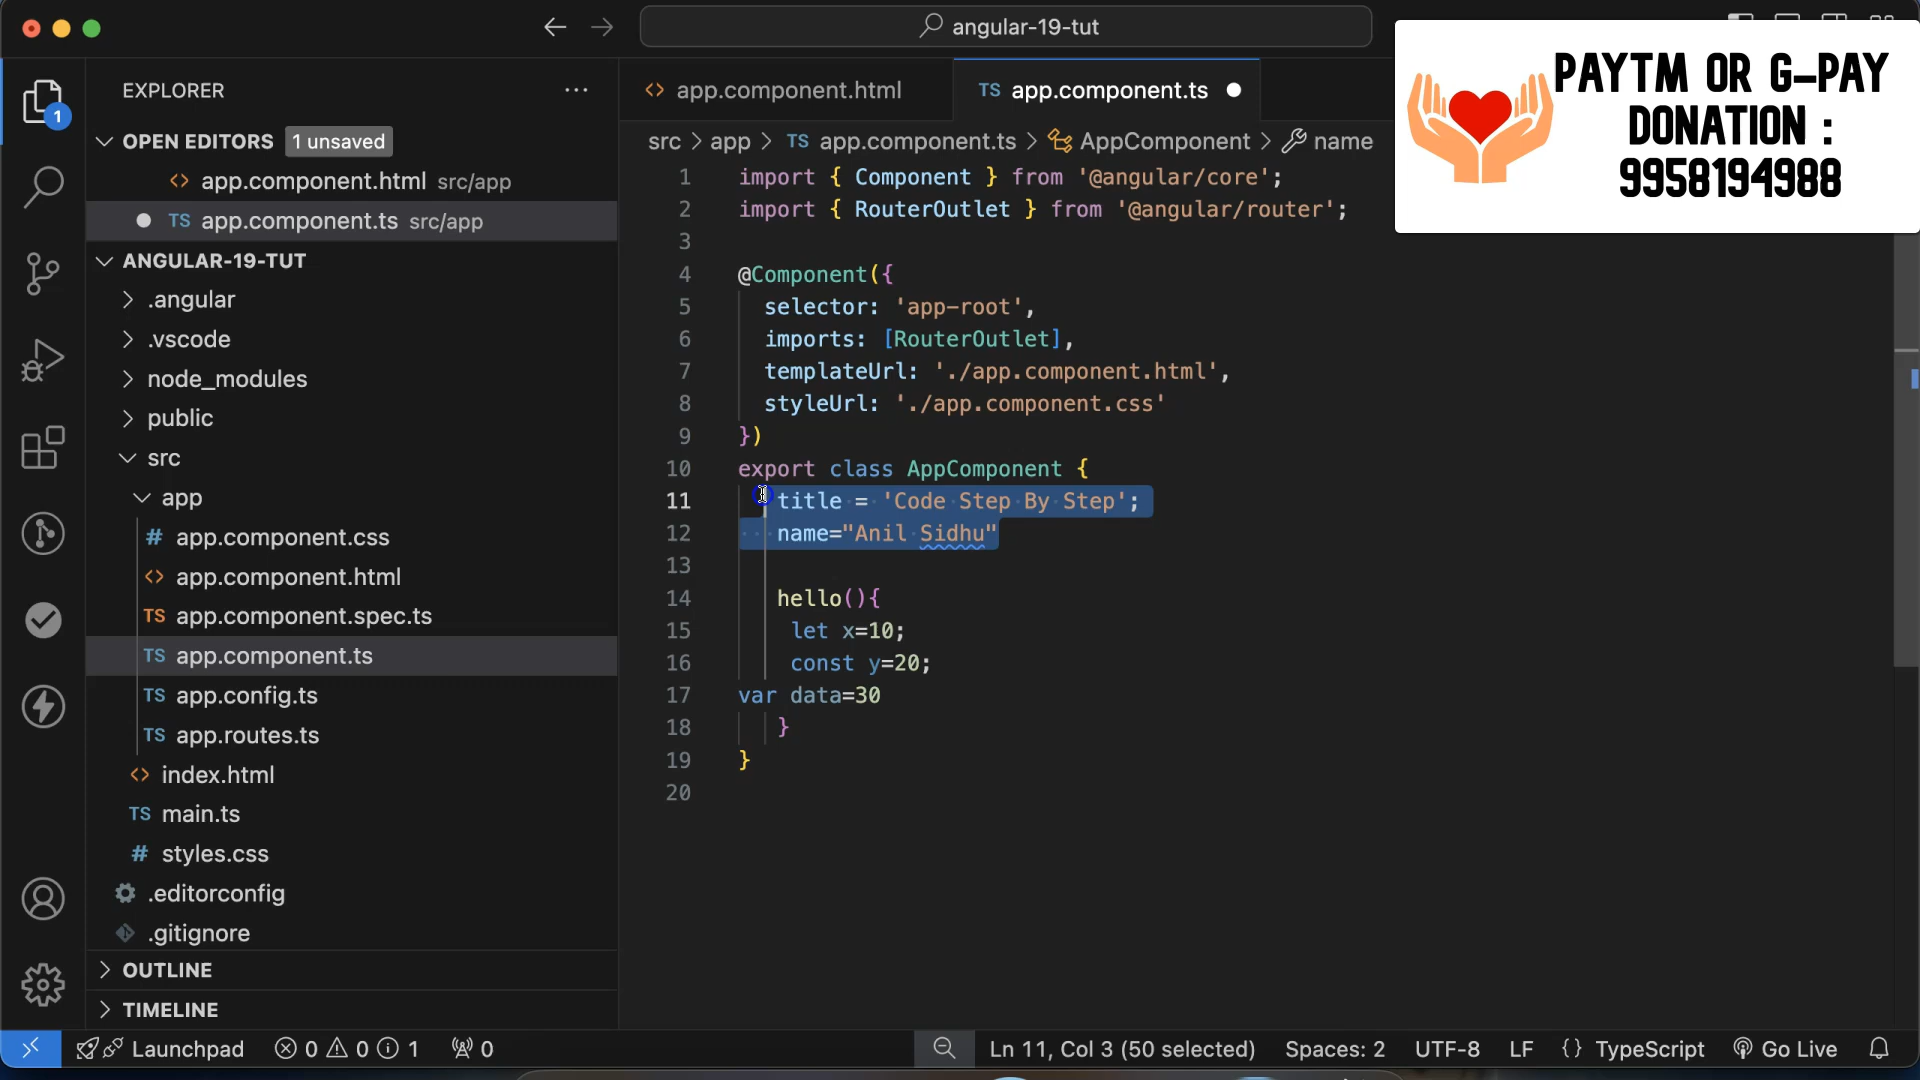 angular-19-tut
PAYTM OR G-PAY
DONATION :
9958194988
EXPLORER
OPEN EDITORS 1 unsaved
app.component.html src/app
TS app.component.ts src/app
ANGULAR-19-TUT
.angular
.vscode
node_modules
public
src
app
# app.component.css
<> app.component.html
TS app.component.spec.ts
TS app.component.ts
TS app.config.ts
TS app.routes.ts
<> index.html
TS main.ts
# styles.css
.editorconfig
.gitignore
OUTLINE
TIMELINE
1
<> app.component.html TS app.component.ts
src > app > TS app.component.ts > AppComponent > name
1 import { Component } from '@angular/core';
2 import { RouterOutlet } from '@angular/router';
3
4 @Component({
5 selector: 'app-root',
6 imports: [RouterOutlet],
7 templateUrl: './app.component.html',
8 styleUrl: './app.component.css'
9 })
10 export class AppComponent {
11 title = 'Code Step By Step';
12 name="Anil Sidhu"
13
14 hello(){
15 let x=10;
16 const y=20;
17 var data=30
18 }
19 }
20
Launchpad 0 0 1 0 Ln 11, Col 3 (50 selected) Spaces: 2 UTF-8 LF {} TypeScript Go Live